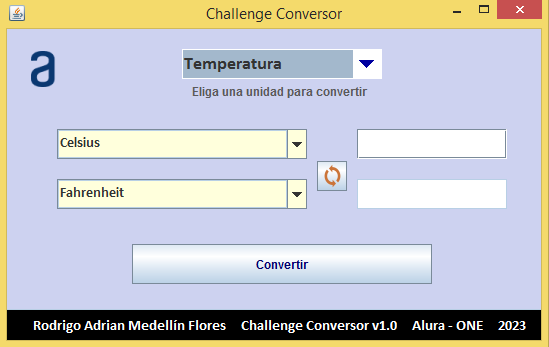 Challenge Conversor
a
Temperatura
Eliga una unidad para convertir
Celsius
Fahrenheit
Convertir
Rodrigo Adrian Medellín Flores Challenge Conversor v1.0 Alura - ONE 2023